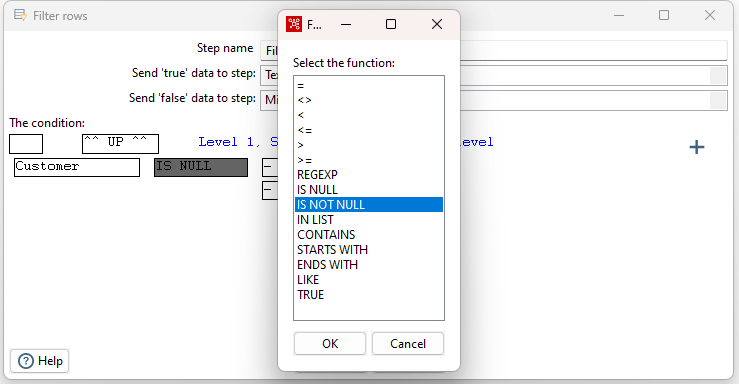 Filter rows
F...
Step name Fil
Select the function:
Send 'true' data to step: Tex
Send 'false' data to step: Mi
The condition:
^^ UP ^^ Level 1, S evel
Customer IS NULL -
-
=
<>
<
<=
>
>=
REGEXP
IS NULL
IS NOT NULL
IN LIST
CONTAINS
STARTS WITH
ENDS WITH
LIKE
TRUE
OK Cancel
Help